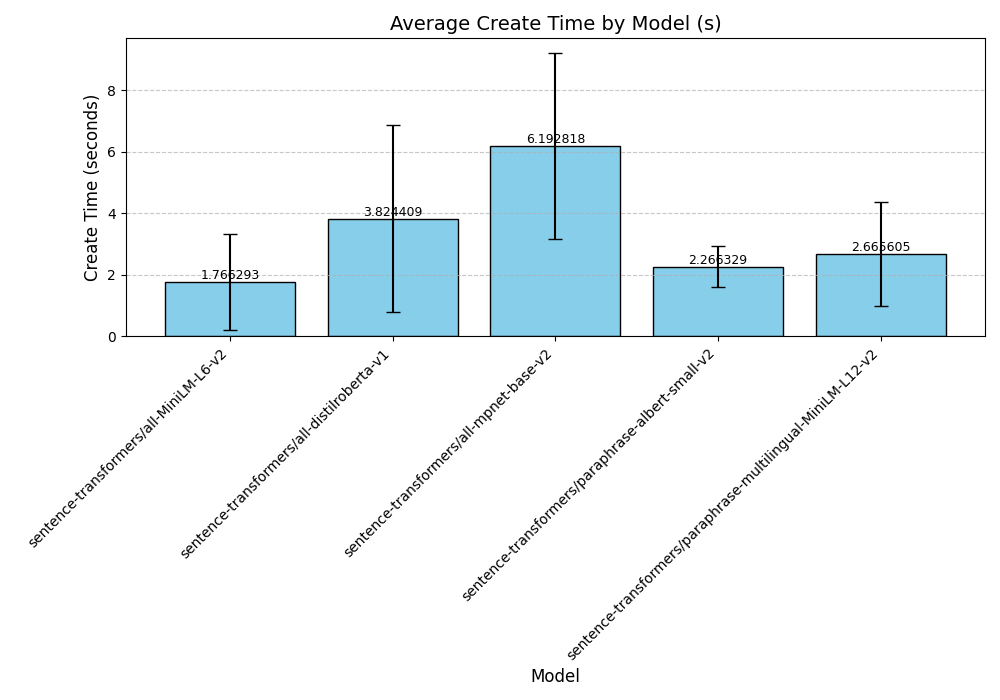 Average Create Time by Model (s)
Create Time (seconds)
8
6
4
2
0
1.766293
3.824409
6.192818
2.266329
2.665605
sentence-transformers/all-MiniLM-L6-v2
sentence-transformers/all-distilroberta-v1
sentence-transformers/all-mpnet-base-v2
sentence-transformers/paraphrase-albert-small-v2
sentence-transformers/paraphrase-multilingual-MiniLM-L12-v2
Model